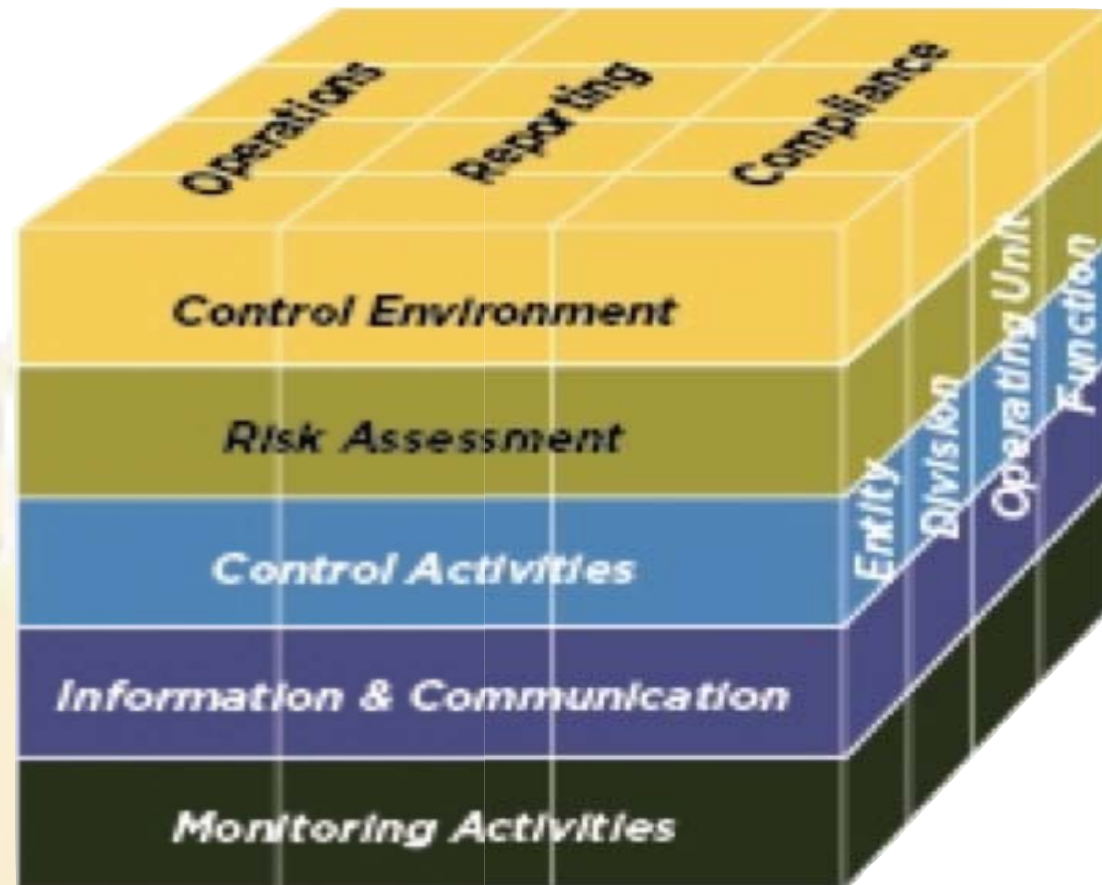 Operations
Reporting
Compliance
Control Environment
Risk Assessment
Control Activities
Information & Communication
Monitoring Activities
Entity
Division
Operating Unit
Function